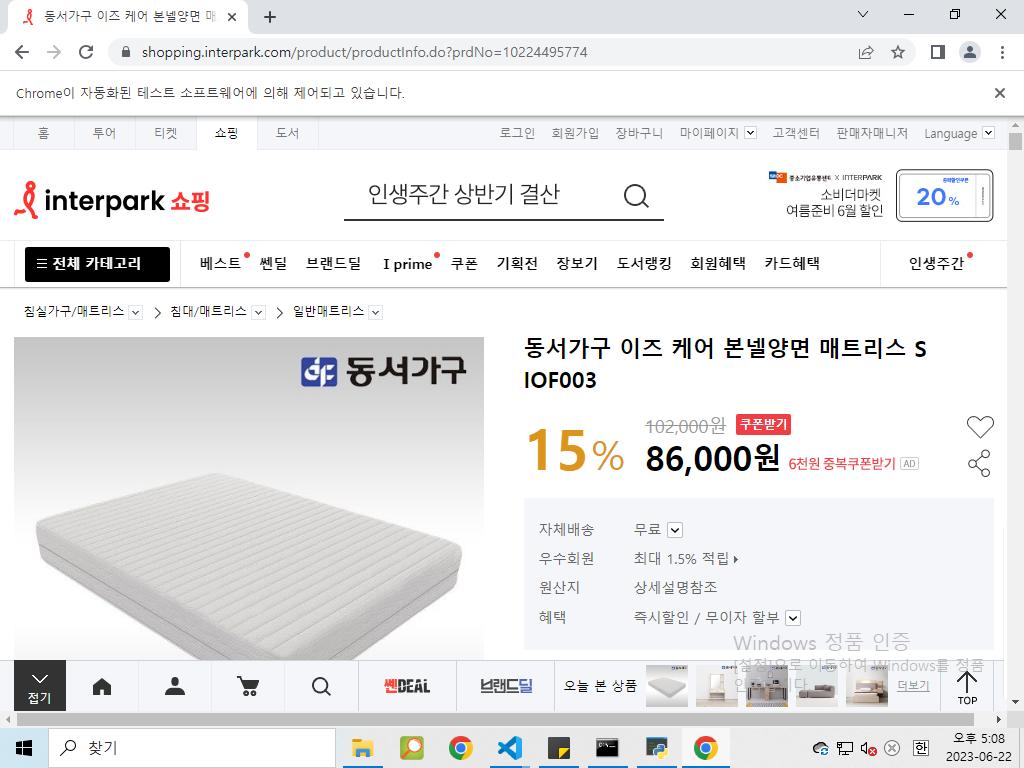 동서가구 이즈 케어 본넬양면 매
shopping.interpark.com/product/productInfo.do?prdNo=10224495774
Chrome이 자동화된 테스트 소프트웨어에 의해 제어되고 있습니다.
홈 투어 티켓 쇼핑 도서 로그인 회원가입 장바구니 마이페이지 고객센터 판매자매니저 Language
interpark 쇼핑
인생주간 상반기 결산
중소기업유통센터 X INTERPARK
소비더마켓
여름준비 6월 할인
중복할인쿠폰
20%
전체 카테고리 베스트 쎈딜 브랜드딜 I prime 쿠폰 기획전 장보기 도서랭킹 회원혜택 카드혜택 인생주간
침실가구/매트리스 침대/매트리스 일반매트리스
동서가구
동서가구 이즈 케어 본넬양면 매트리스 S
IOF003
15%
102,000원 쿠폰받기
86,000원 6천원 중복쿠폰받기 AD
자체배송 무료
우수회원 최대 1.5% 적립
원산지 상세설명참조
혜택 즉시할인 / 무이자 할부
Windows 정품 인증
[설정]으로 이동하여 Windows를 정품
접기
쎈DEAL
브랜드딜
오늘 본 상품
더보기
TOP
찾기
한
오후 5:08
2023-06-22